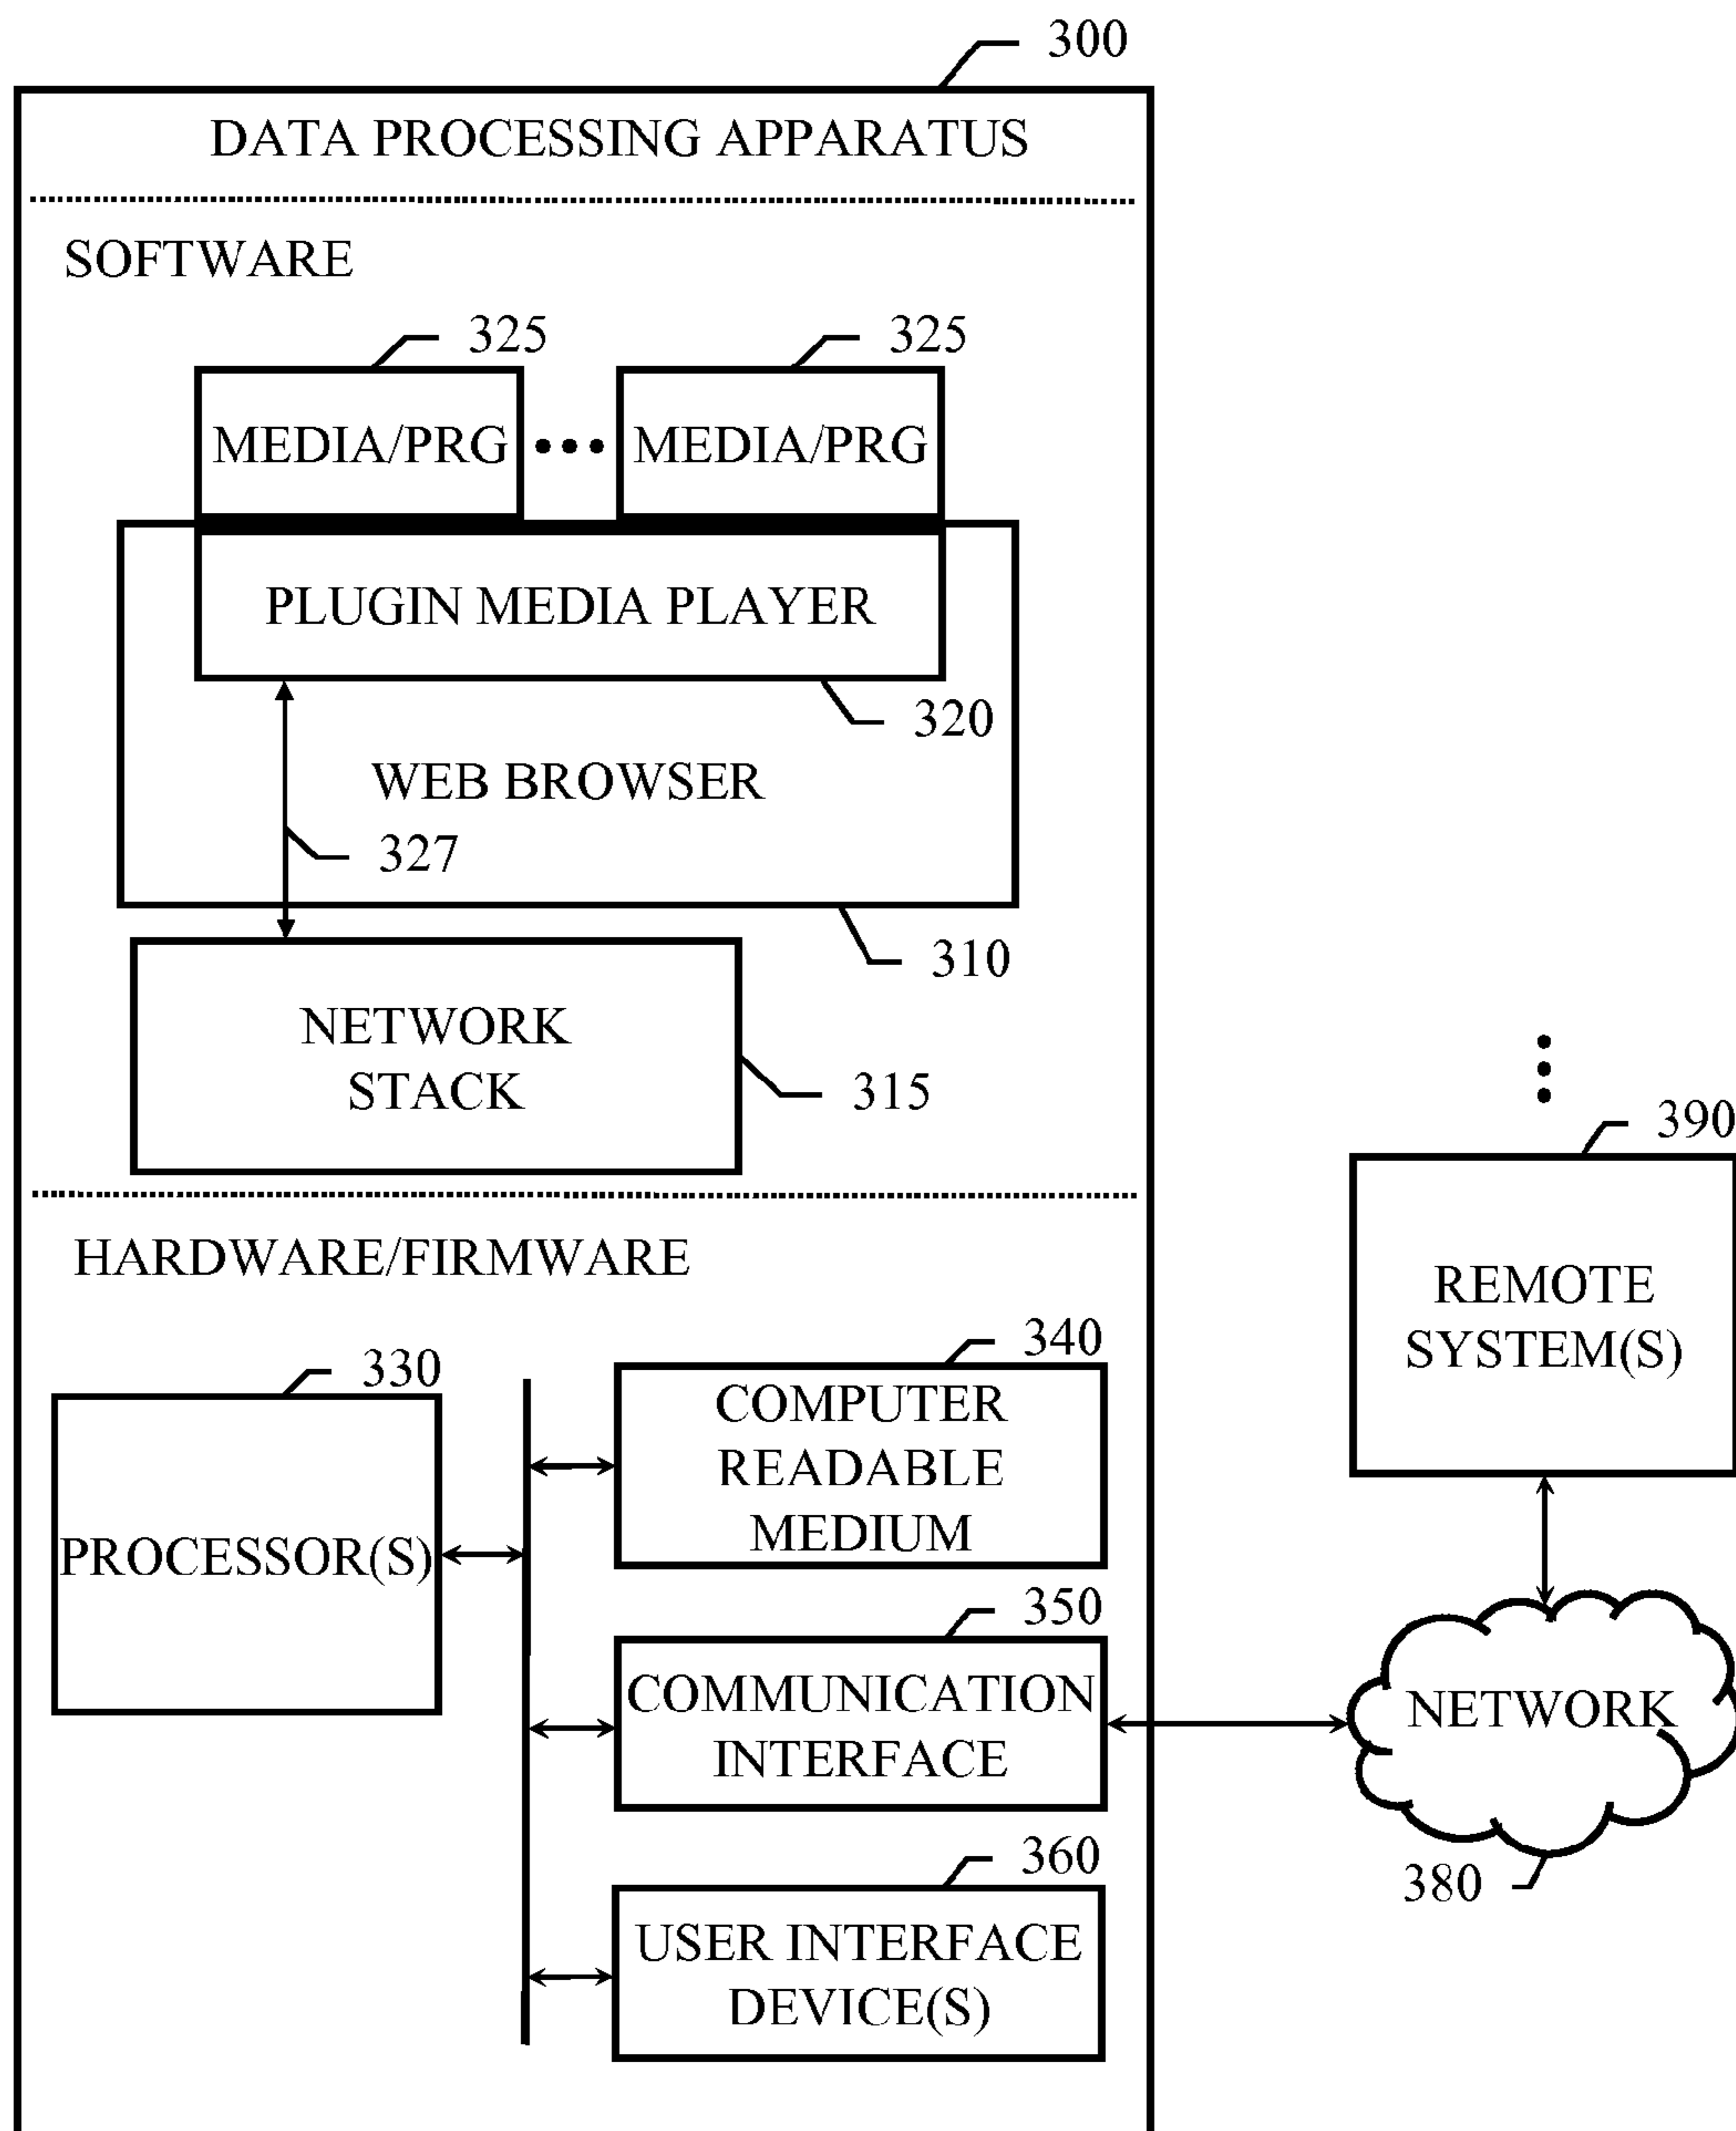 300
DATA PROCESSING APPARATUS
SOFTWARE
325
325
MEDIA/PRG
MEDIA/PRG
PLUGIN MEDIA PLAYER
320
WEB BROWSER
327
310
NETWORK
STACK
315
390
REMOTE
SYSTEM(S)
HARDWARE/FIRMWARE
330
PROCESSOR(S)
340
COMPUTER
READABLE
MEDIUM
350
COMMUNICATION
INTERFACE
NETWORK
380
360
USER INTERFACE
DEVICE(S)